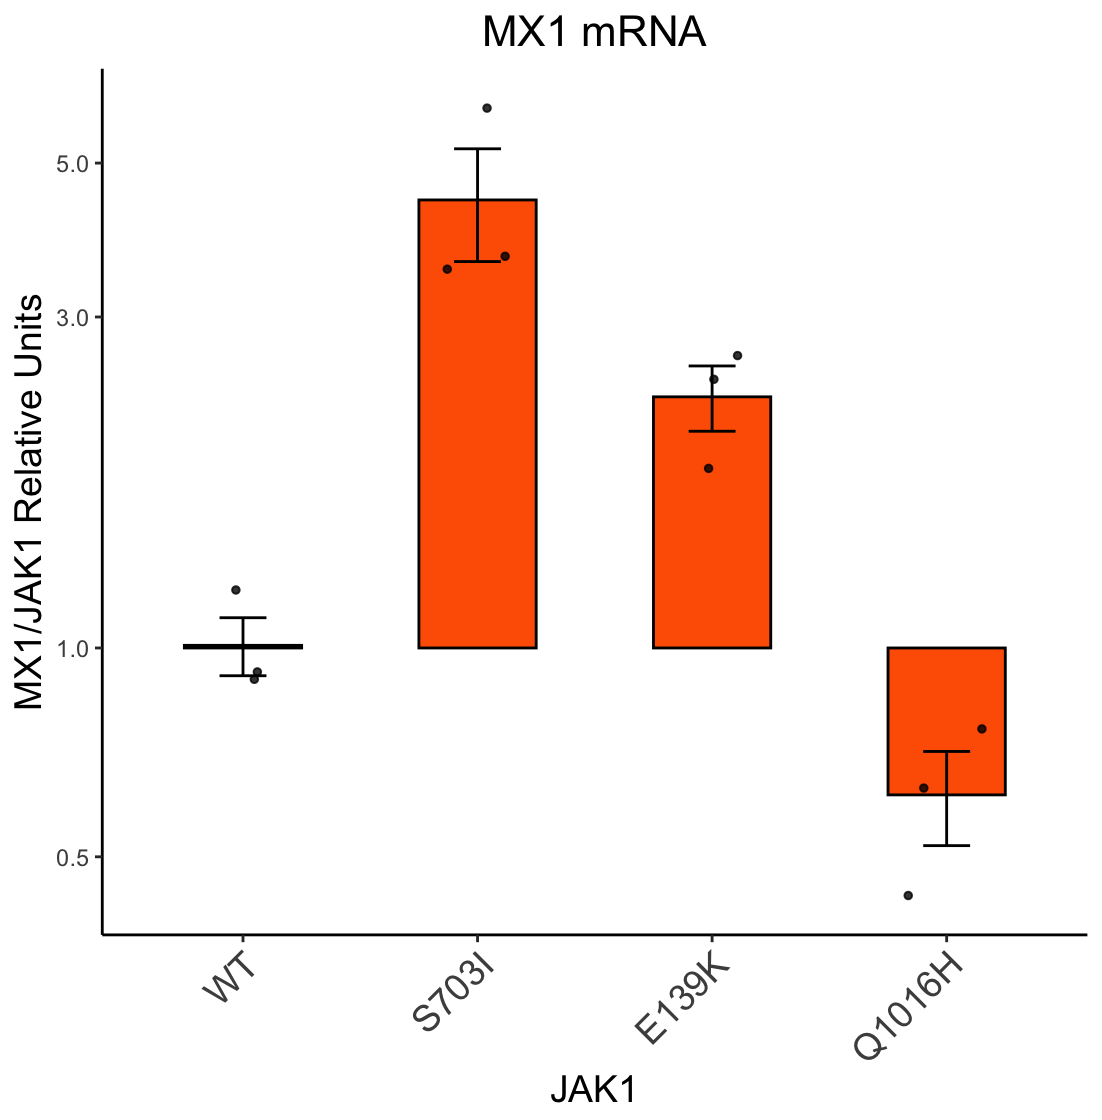 MX1 mRNA
MX1/JAK1 Relative Units
5.0
3.0
1.0
0.5
WT
S703I
E139K
Q1016H
JAK1